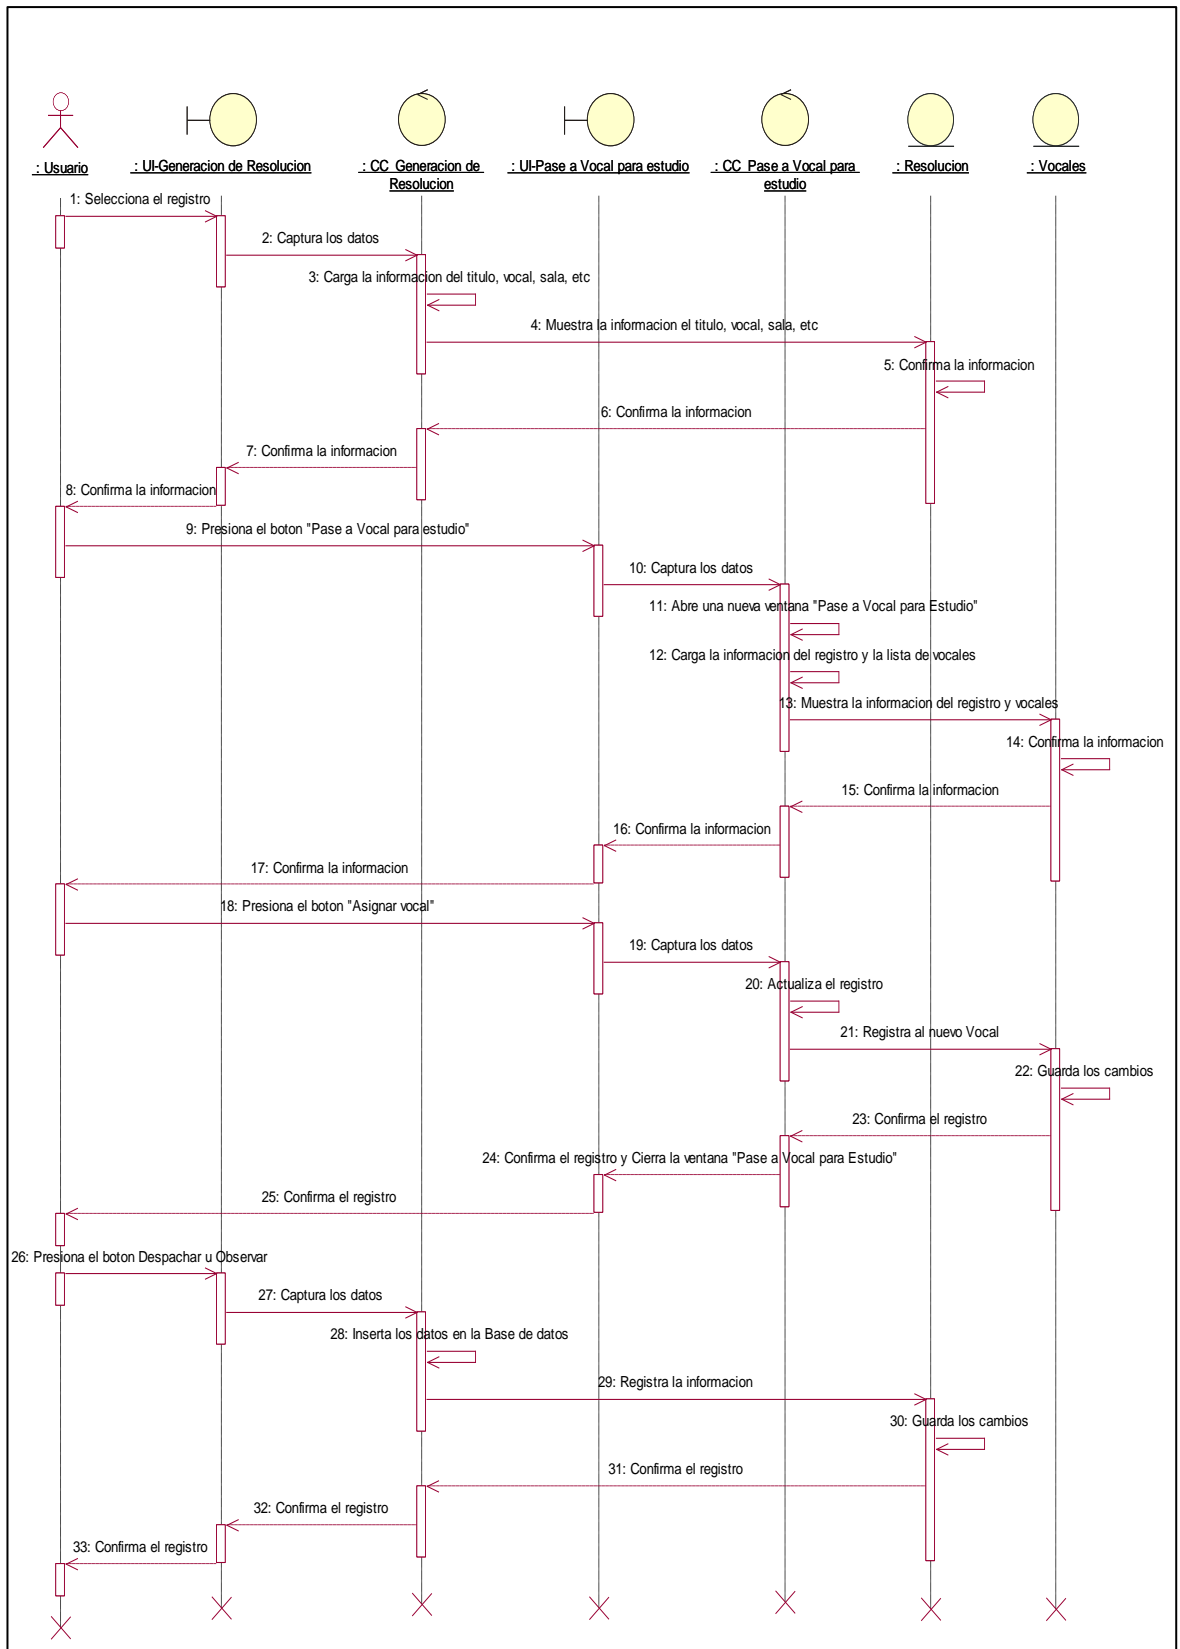 : Usuario
: UI-Generacion de Resolucion
: CC_Generacion de
Resolucion
: UI-Pase a Vocal para estudio
: CC_Pase a Vocal para
estudio
: Resolucion
: Vocales
1: Selecciona el registro
2: Captura los datos
3: Carga la informacion del titulo, vocal, sala, etc
4: Muestra la informacion el titulo, vocal, sala, etc
5: Confirma la informacion
6: Confirma la informacion
7: Confirma la informacion
8: Confirma la informacion
9: Presiona el boton "Pase a Vocal para estudio"
10: Captura los datos
11: Abre una nueva ventana "Pase a Vocal para Estudio"
12: Carga la informacion del registro y la lista de vocales
13: Muestra la informacion del registro y vocales
14: Confirma la informacion
15: Confirma la informacion
16: Confirma la informacion
17: Confirma la informacion
18: Presiona el boton "Asignar vocal"
19: Captura los datos
20: Actualiza el registro
21: Registra al nuevo Vocal
22: Guarda los cambios
23: Confirma el registro
24: Confirma el registro y Cierra la ventana "Pase a Vocal para Estudio"
25: Confirma el registro
26: Presiona el boton Despachar u Observar
27: Captura los datos
28: Inserta los datos en la Base de datos
29: Registra la informacion
30: Guarda los cambios
31: Confirma el registro
32: Confirma el registro
33: Confirma el registro